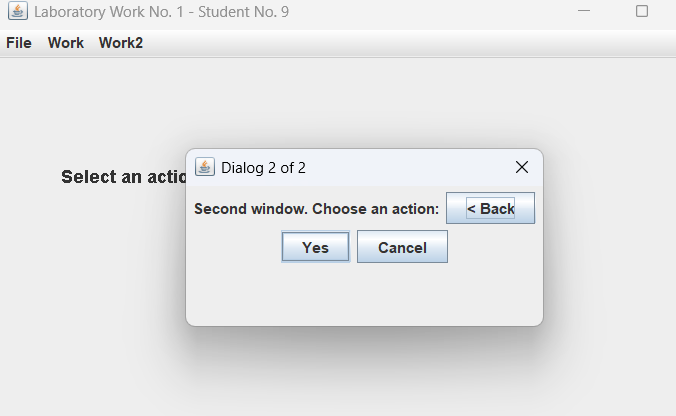 Laboratory Work No. 1 - Student No. 9
File Work Work2
Select an actio
Dialog 2 of 2
Second window. Choose an action: < Back
Yes Cancel